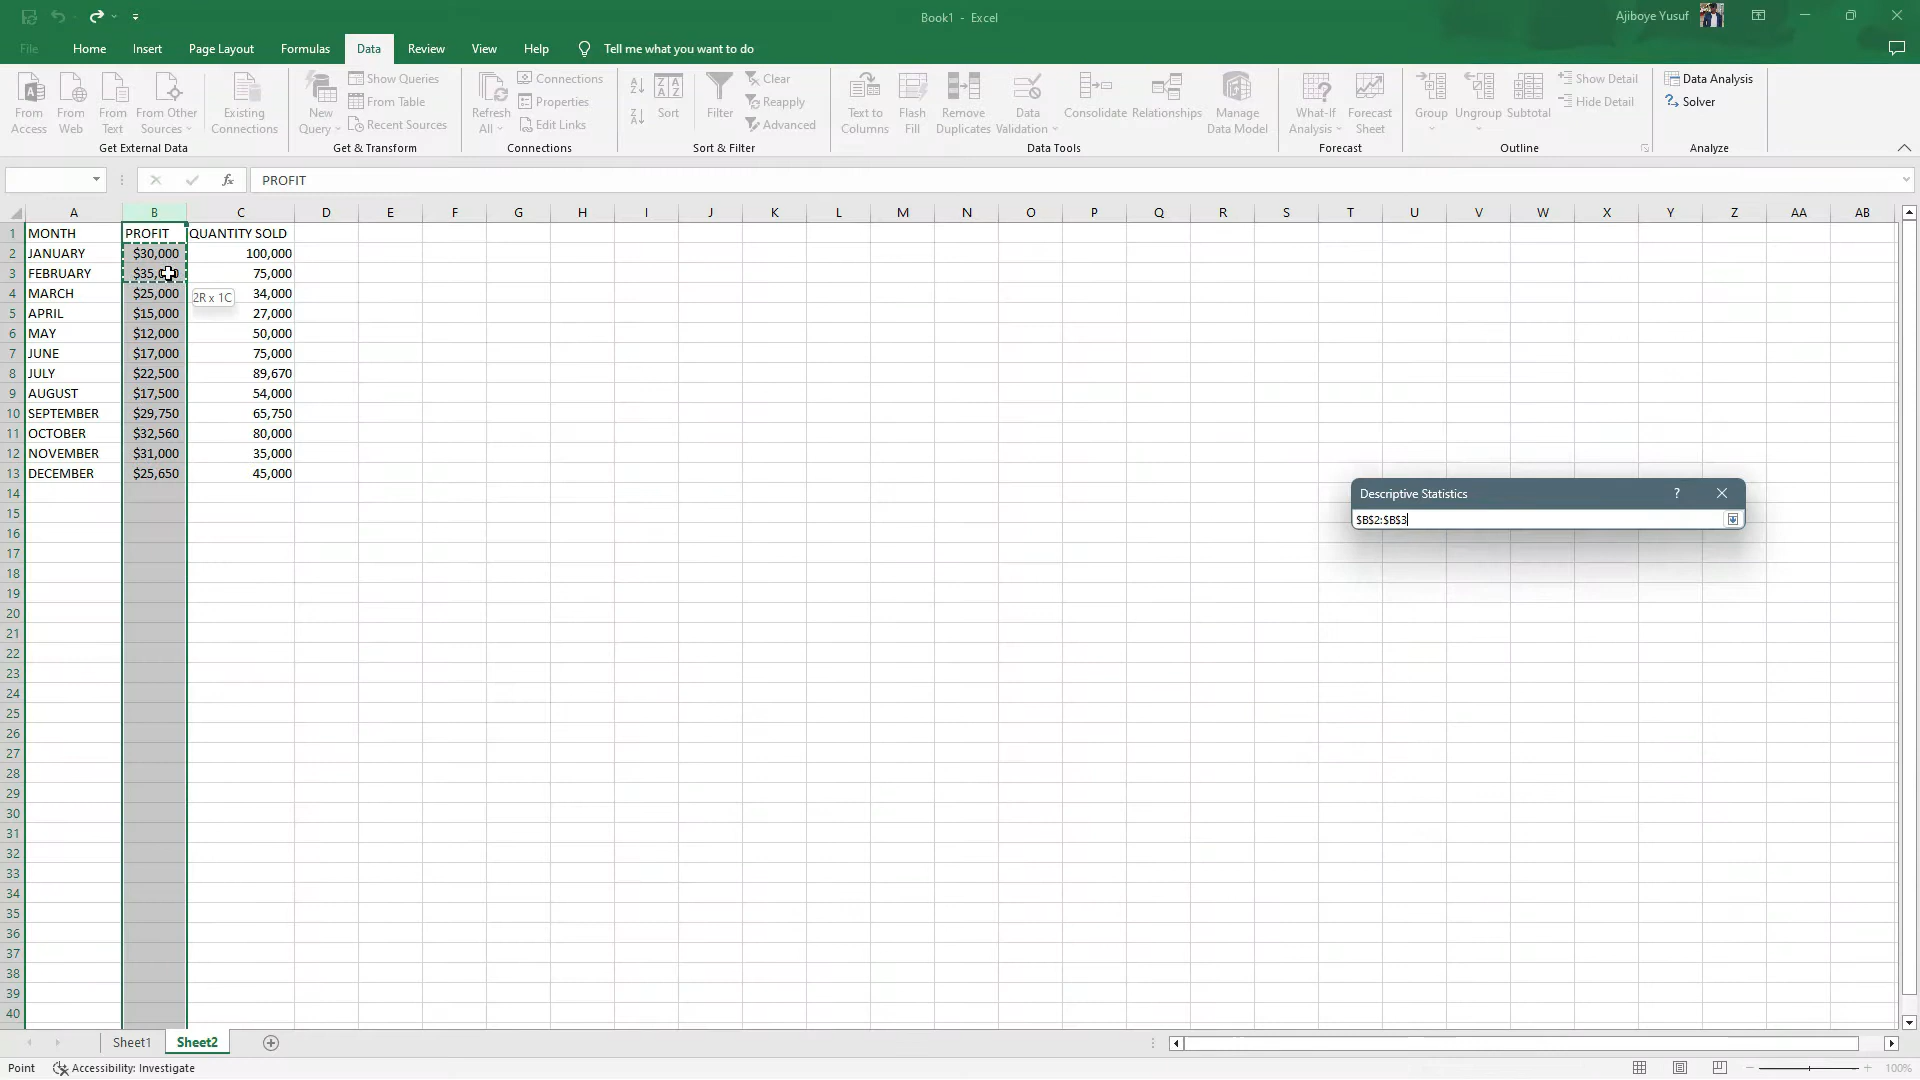 Book1 - Excel
Ajiboye Yusuf
File Home Insert Page Layout Formulas Data Review View Help Tell me what you want to do
From Access
From Web
From Text
From Other Sources
Existing Connections
Get External Data
New Query
Show Queries
From Table
Recent Sources
Get & Transform
Refresh All
Connections
Properties
Edit Links
Connections
Sort
Filter
Clear
Reapply
Advanced
Sort & Filter
Text to Columns
Flash Fill
Remove Duplicates
Data Validation
Consolidate
Relationships
Manage Data Model
Data Tools
What-If Analysis
Forecast Sheet
Forecast
Group
Ungroup
Subtotal
Show Detail
Hide Detail
Outline
Data Analysis
Solver
Analyze
fx PROFIT
A B C D E F G H I J K L M N O P Q R S T U V W X Y Z AA AB
1 MONTH PROFIT QUANTITY SOLD
2 JANUARY $30,000 100,000
3 FEBRUARY $35,0 0 75,000
4 MARCH $25,000 34,000
2R x 1C
5 APRIL $15,000 27,000
6 MAY $12,000 50,000
7 JUNE $17,000 75,000
8 JULY $22,500 89,670
9 AUGUST $17,500 54,000
10 SEPTEMBER $29,750 65,750
11 OCTOBER $32,560 80,000
12 NOVEMBER $31,000 35,000
13 DECEMBER $25,650 45,000
14
15
16
17
18
19
20
21
22
23
24
25
26
27
28
29
30
31
32
33
34
35
36
37
38
39
40
Descriptive Statistics ?
$B$2:$B$3
Sheet1 Sheet2
Point Accessibility: Investigate 100%